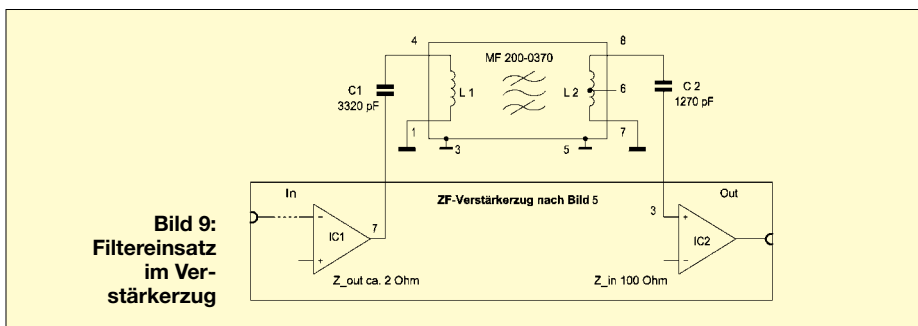 4
8
MF 200-0370
C1
3320 pF
L 1
L 2
6
C 2
1270 pF
1
3
5
7
In
ZF-Verstärkerzug nach Bild 5
Out
7
3
IC1
IC2
Z_out ca. 2 Ohm
Z_in 100 Ohm
Bild 9:
Filtereinsatz
im Ver-
stärkerzug